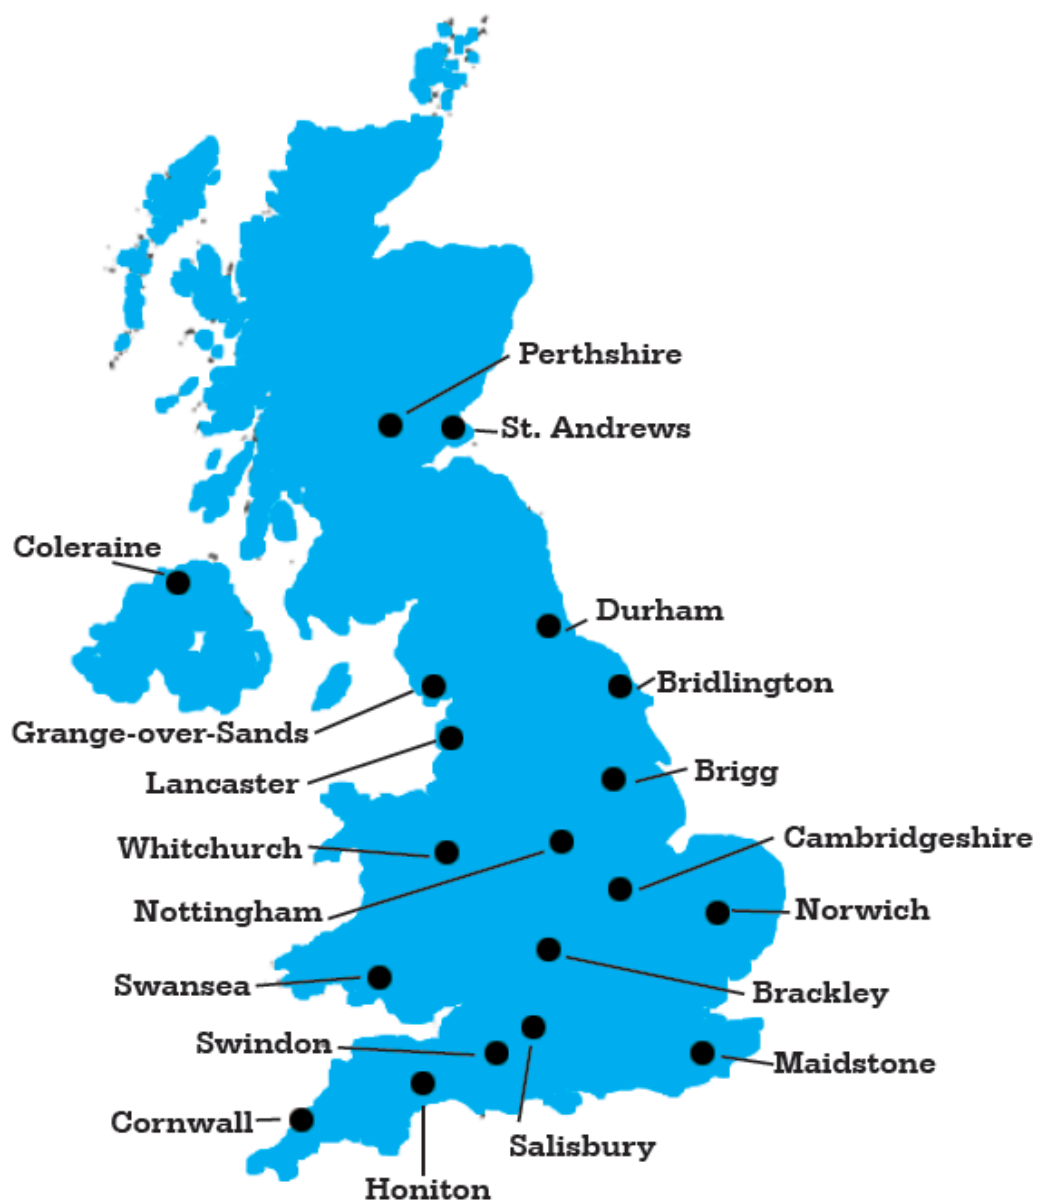 Perthshire
St. Andrews
Coleraine
Durham
Bridlington
Grange-over-Sands
Lancaster
Brigg
Cambridgeshire
Whitchurch
Nottingham
Norwich
Swansea
Brackley
Swindon
Maidstone
Cornwall
Salisbury
Honiton